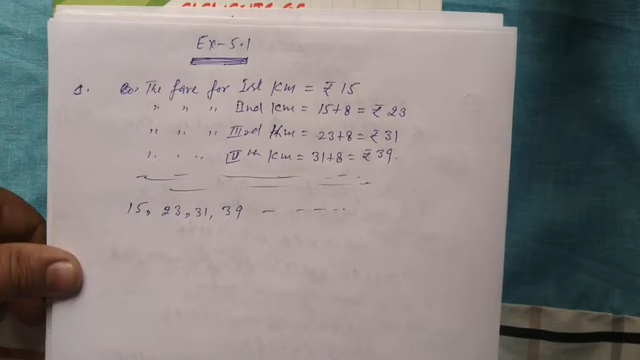 Ex-5.1
1. (i). The fare for Ist km = ₹ 15
" " " IInd km = 15+8 = ₹ 23
" " " IIIrd km = 23+8 = ₹ 31
" " " IVth km = 31+8 = ₹ 39.
15, 23, 31, 39 - - - - - -